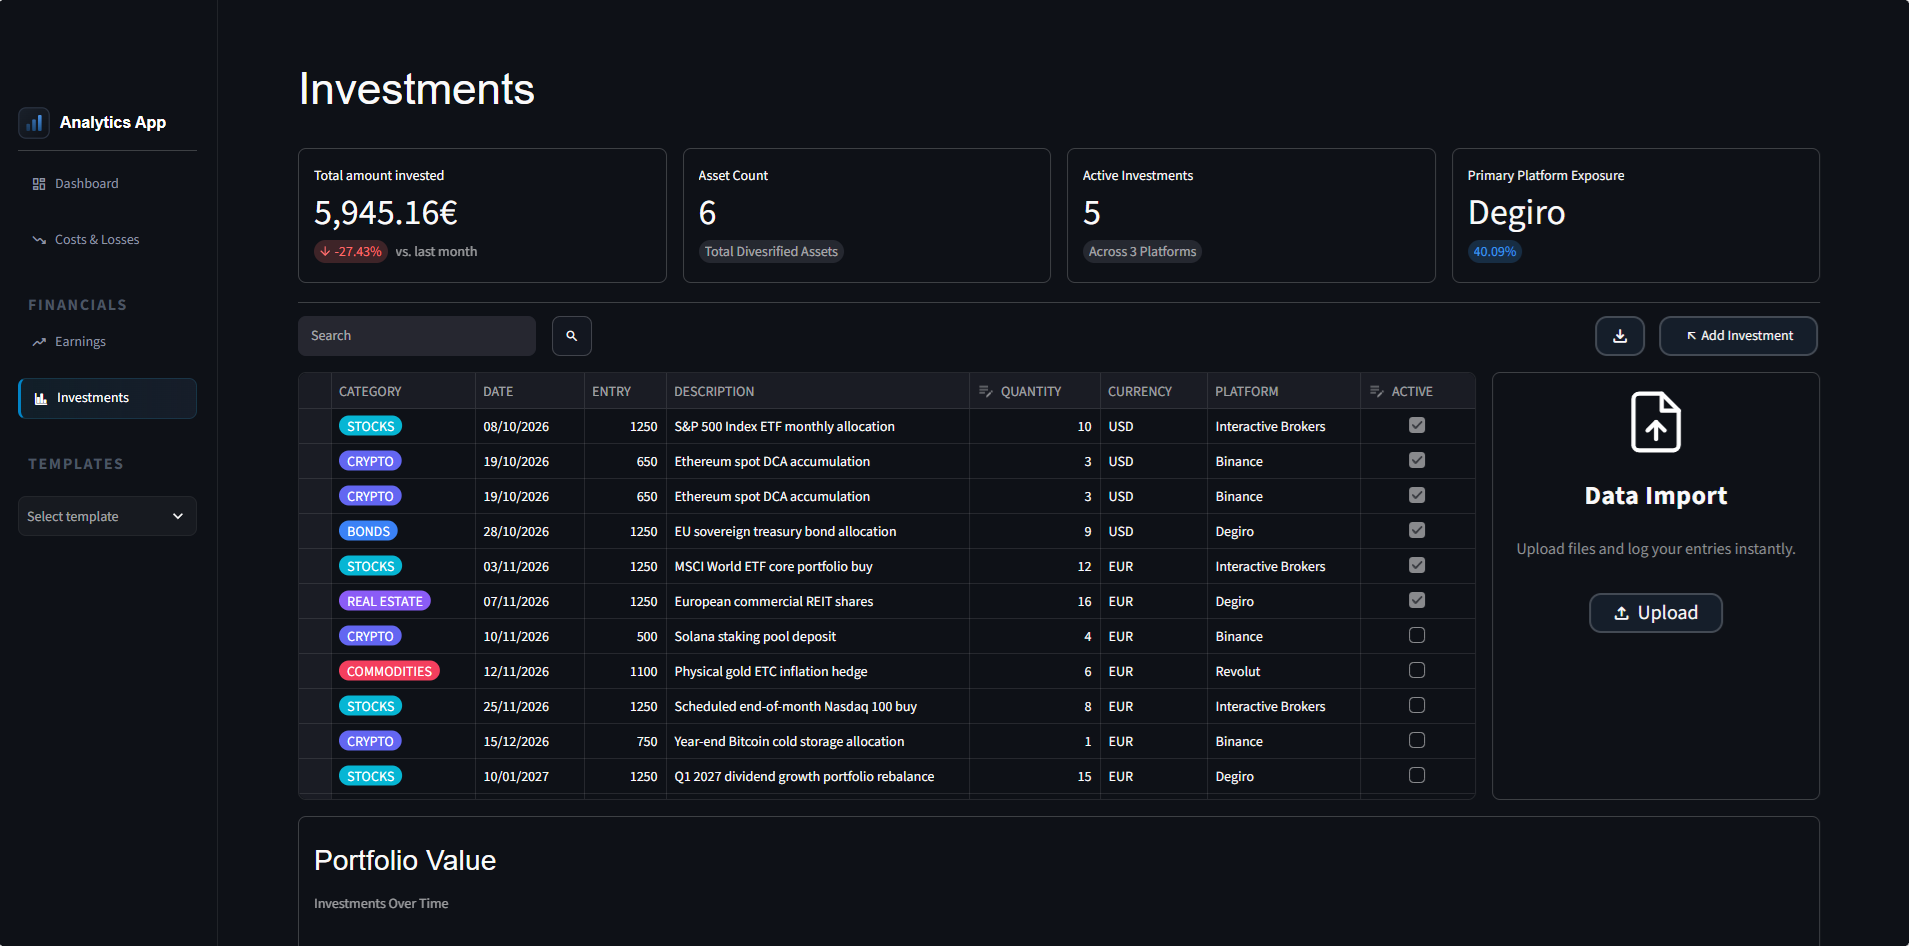 Analytics App
Dashboard
Costs & Losses
FINANCIALS
Earnings
Investments
TEMPLATES
Select template
Investments
Total amount invested
5,945.16€
-27.43% vs. last month
Asset Count
6
Total Divesrified Assets
Active Investments
5
Across 3 Platforms
Primary Platform Exposure
Degiro
40.09%
Search
Add Investment
CATEGORY DATE ENTRY DESCRIPTION QUANTITY CURRENCY PLATFORM ACTIVE
STOCKS 08/10/2026 1250 S&P 500 Index ETF monthly allocation 10 USD Interactive Brokers
CRYPTO 19/10/2026 650 Ethereum spot DCA accumulation 3 USD Binance
CRYPTO 19/10/2026 650 Ethereum spot DCA accumulation 3 USD Binance
BONDS 28/10/2026 1250 EU sovereign treasury bond allocation 9 USD Degiro
STOCKS 03/11/2026 1250 MSCI World ETF core portfolio buy 12 EUR Interactive Brokers
REAL ESTATE 07/11/2026 1250 European commercial REIT shares 16 EUR Degiro
CRYPTO 10/11/2026 500 Solana staking pool deposit 4 EUR Binance
COMMODITIES 12/11/2026 1100 Physical gold ETC inflation hedge 6 EUR Revolut
STOCKS 25/11/2026 1250 Scheduled end-of-month Nasdaq 100 buy 8 EUR Interactive Brokers
CRYPTO 15/12/2026 750 Year-end Bitcoin cold storage allocation 1 EUR Binance
STOCKS 10/01/2027 1250 Q1 2027 dividend growth portfolio rebalance 15 EUR Degiro
Data Import
Upload files and log your entries instantly.
Upload
Portfolio Value
Investments Over Time